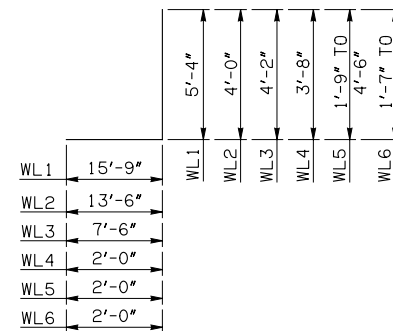 5'-4"
4'-0"
4'-2"
3'-8"
1'-9" TO
4'-6"
1'-7" TO
WL1
WL2
WL3
WL4
WL5
WL6
WL1 15'-9"
WL2 13'-6"
WL3 7'-6"
WL4 2'-0"
WL5 2'-0"
WL6 2'-0"